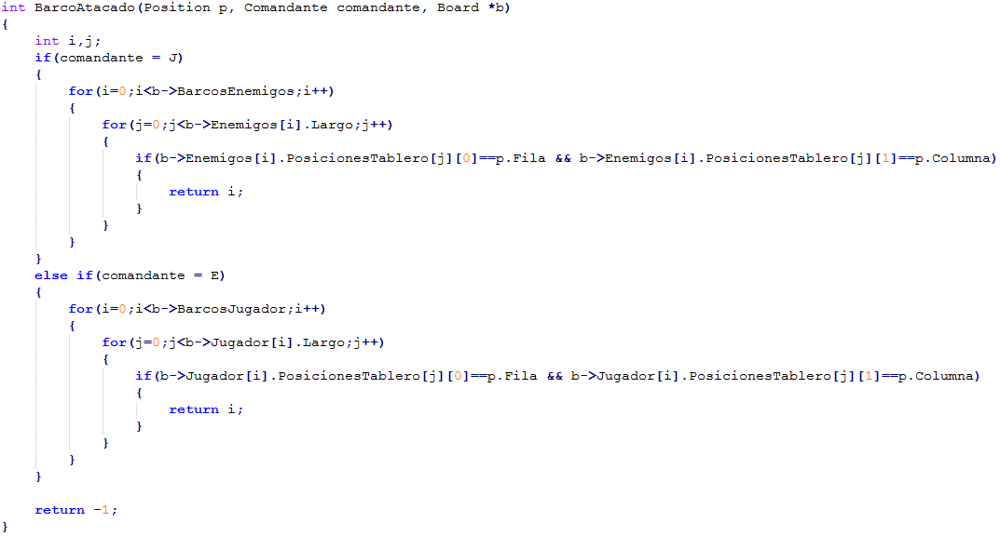 int BarcoAtacado(Position p, Comandante comandante, Board *b)
{
    int i,j;
    if(comandante = J)
    {
        for(i=0;i<b->BarcosEnemigos;i++)
        {
            for(j=0;j<b->Enemigos[i].Largo;j++)
            {
                if(b->Enemigos[i].PosicionesTablero[j][0]==p.Fila && b->Enemigos[i].PosicionesTablero[j][1]==p.Columna)
                {
                    return i;
                }
            }
        }
    }
    else if(comandante = E)
    {
        for(i=0;i<b->BarcosJugador;i++)
        {
            for(j=0;j<b->Jugador[i].Largo;j++)
            {
                if(b->Jugador[i].PosicionesTablero[j][0]==p.Fila && b->Jugador[i].PosicionesTablero[j][1]==p.Columna)
                {
                    return i;
                }
            }
        }
    }

    return -1;
}